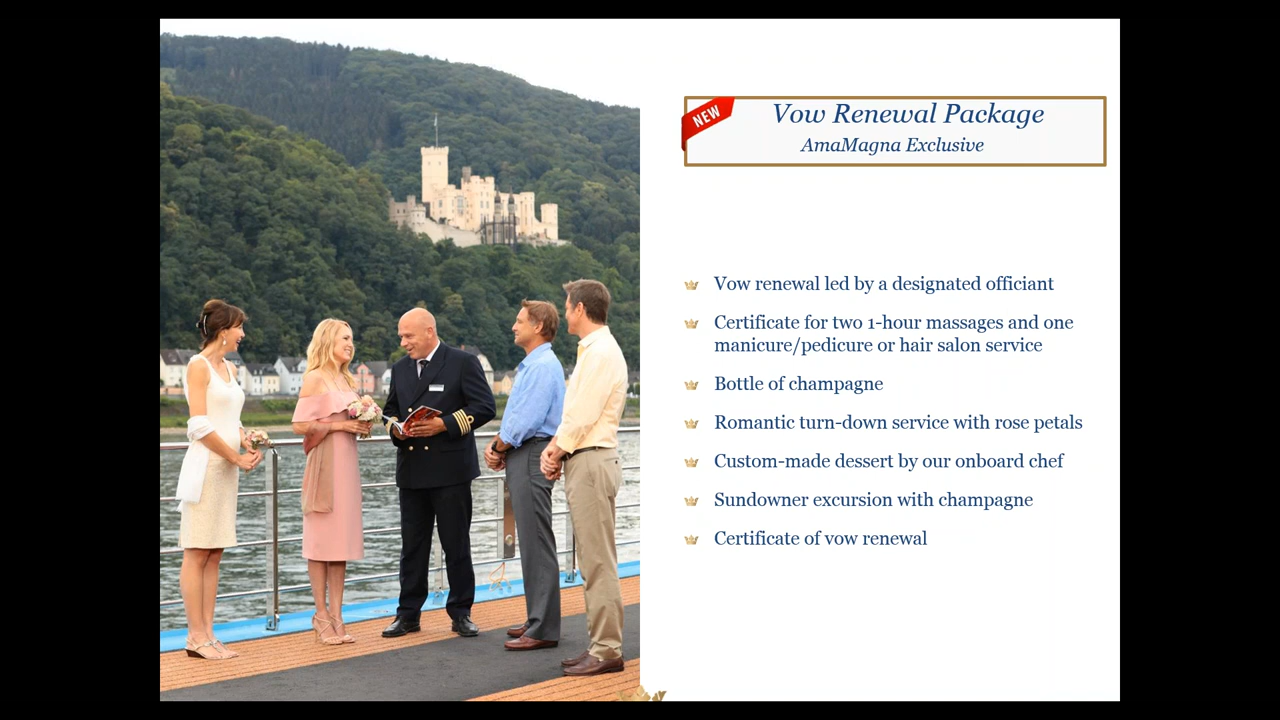 NEW
Vow Renewal Package
AmaMagna Exclusive
Vow renewal led by a designated officiant
Certificate for two 1-hour massages and one
manicure/pedicure or hair salon service
Bottle of champagne
Romantic turn-down service with rose petals
Custom-made dessert by our onboard chef
Sundowner excursion with champagne
Certificate of vow renewal